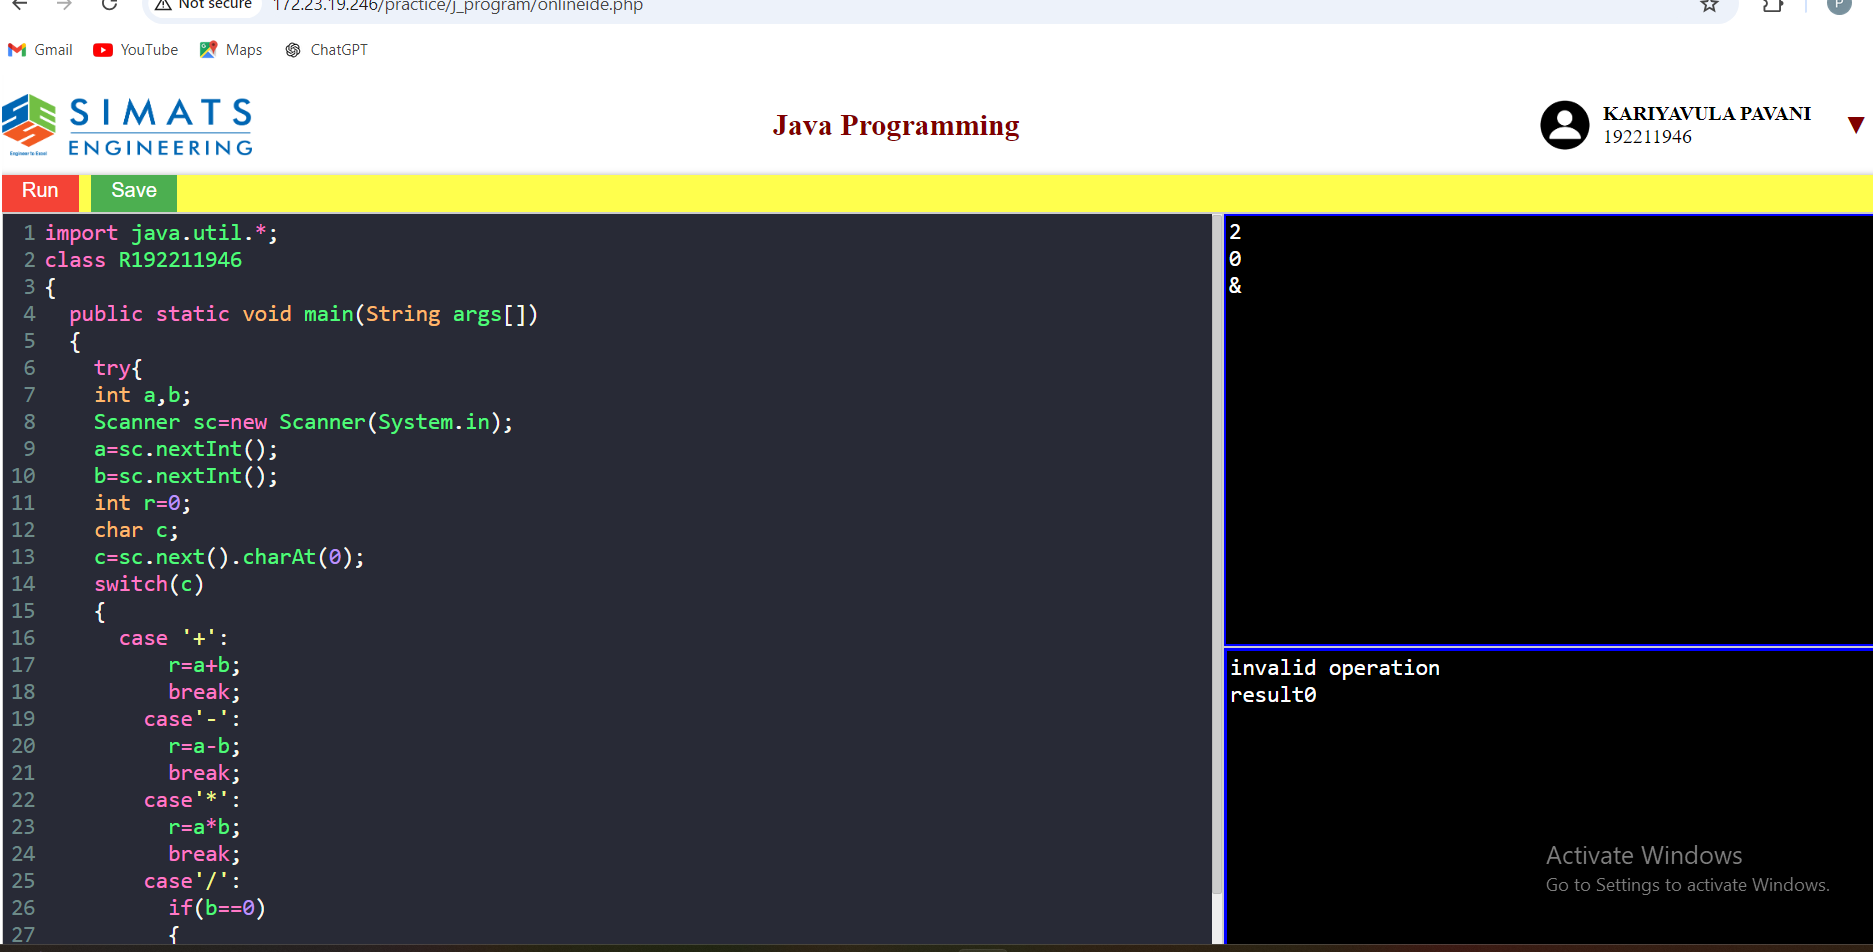 Not secure
172.23.19.246/practice/j_program/onlineide.php
P
Gmail
YouTube
Maps
ChatGPT
SIMATS
ENGINEERING
Engineer to Excel
Java Programming
KARIYAVULA PAVANI
192211946
Run
Save
1 import java.util.*;
2 class R192211946
3 {
4 public static void main(String args[])
5 {
6 try{
7 int a,b;
8 Scanner sc=new Scanner(System.in);
9 a=sc.nextInt();
10 b=sc.nextInt();
11 int r=0;
12 char c;
13 c=sc.next().charAt(0);
14 switch(c)
15 {
16 case '+':
17 r=a+b;
18 break;
19 case'-':
20 r=a-b;
21 break;
22 case'*':
23 r=a*b;
24 break;
25 case'/':
26 if(b==0)
27 {
2
0
&
invalid operation
result0
Activate Windows
Go to Settings to activate Windows.